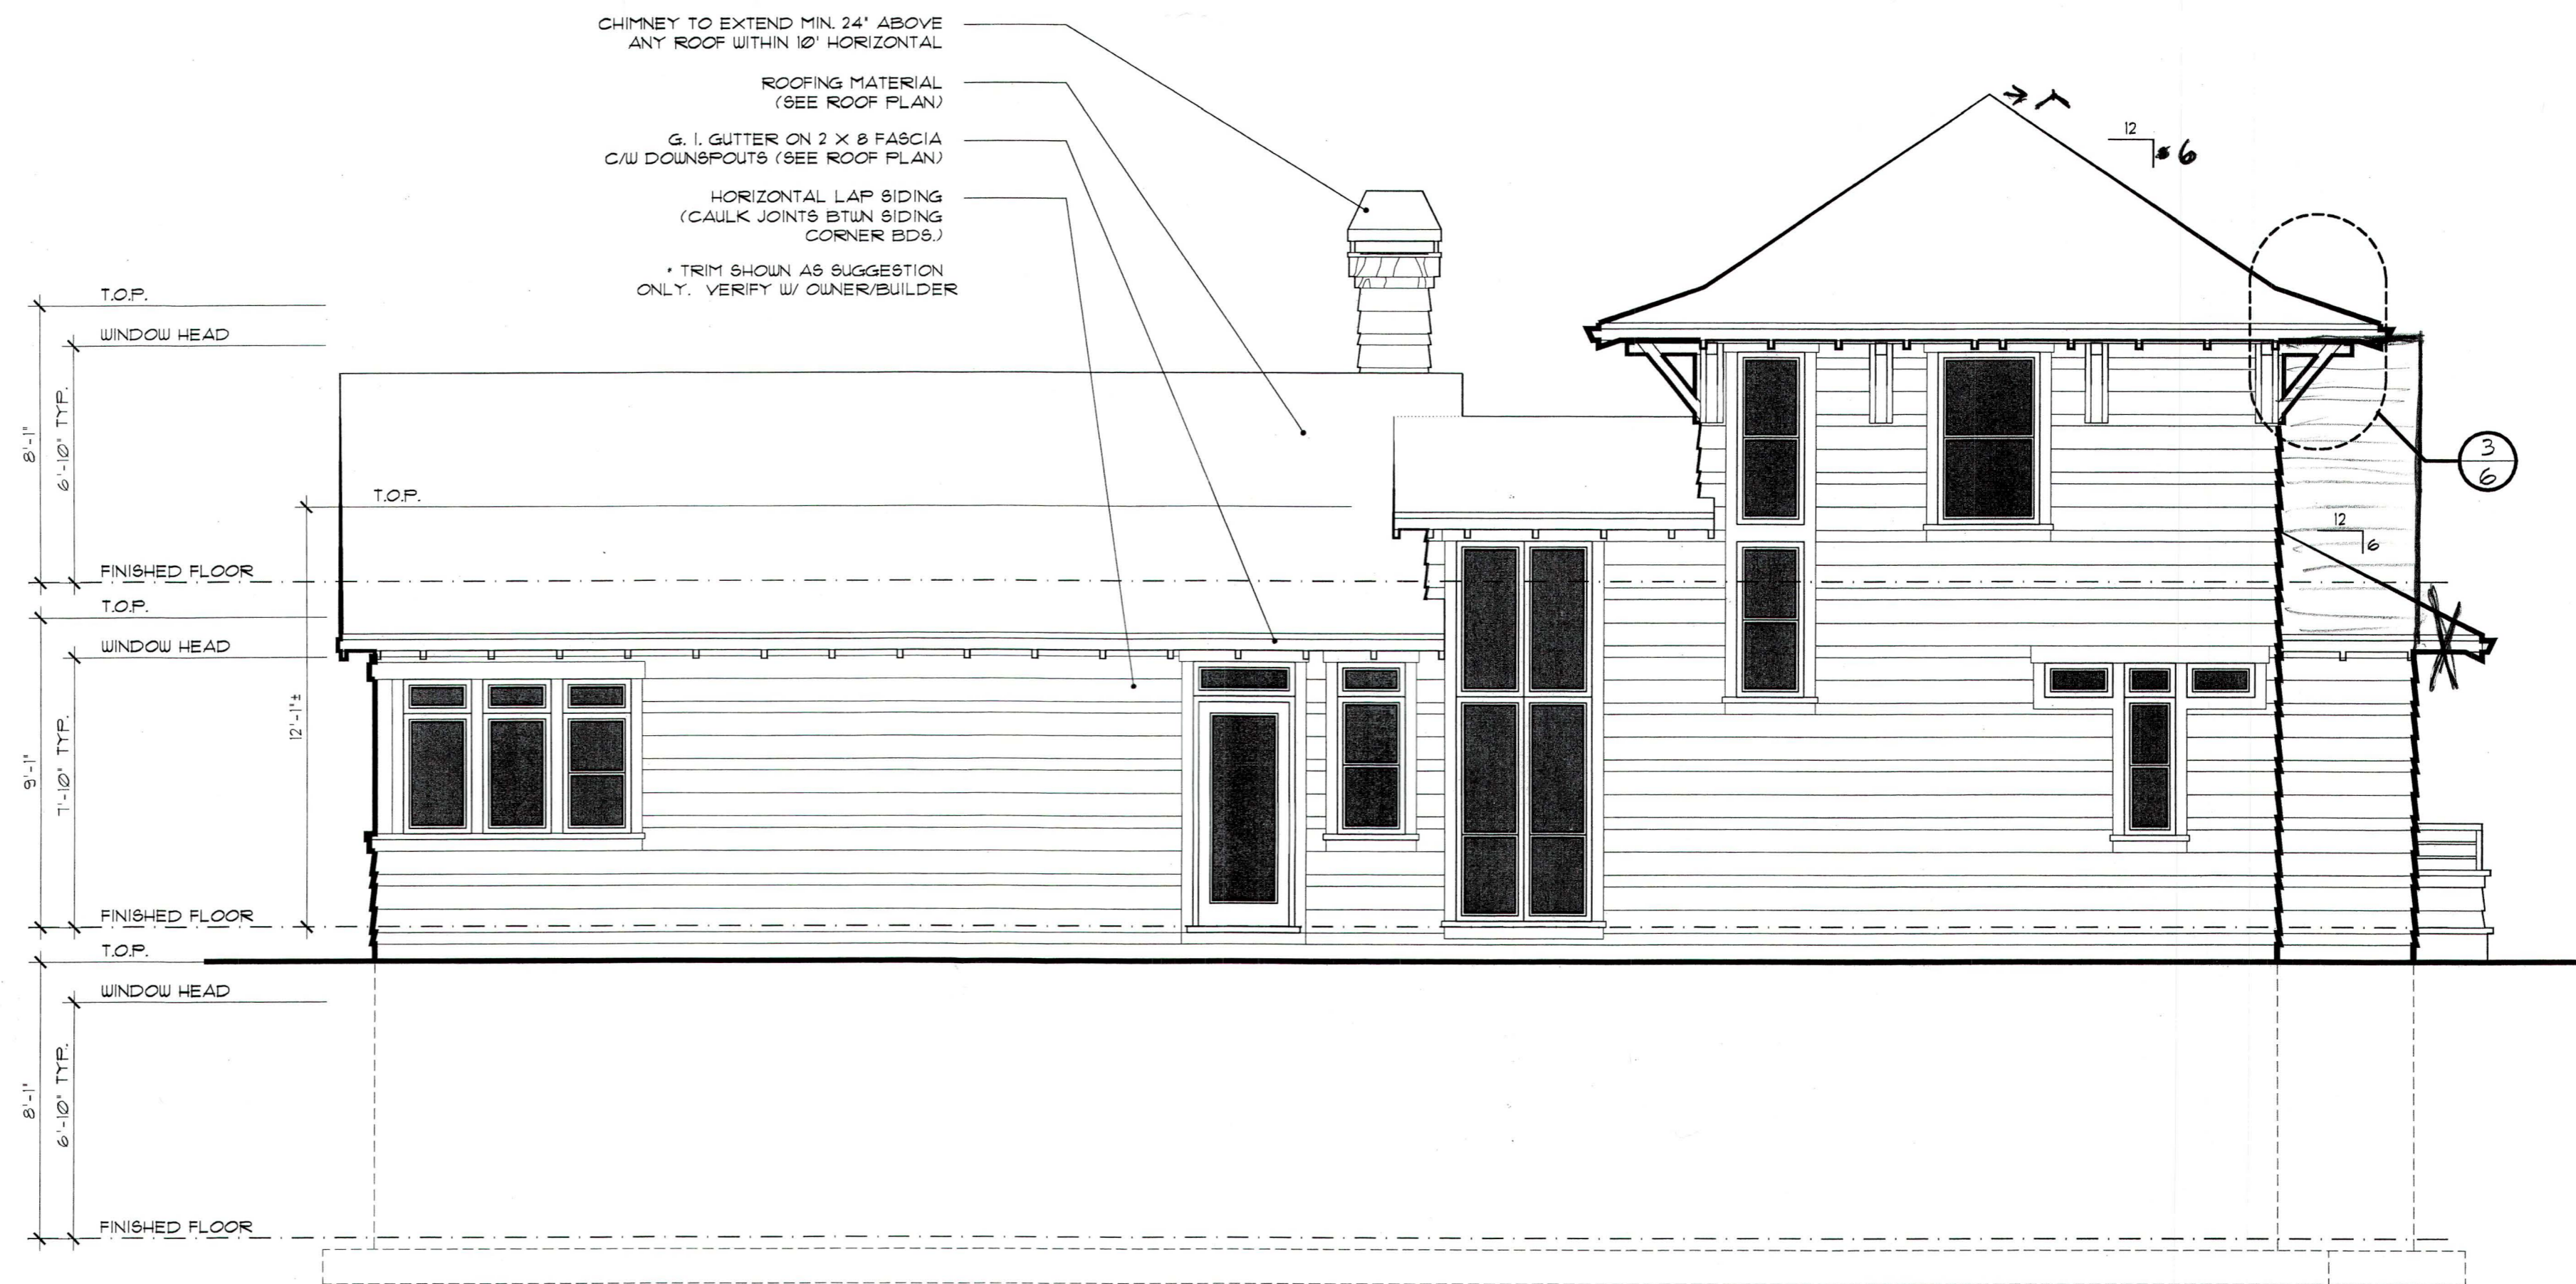 CHIMNEY TO EXTEND MIN. 24" ABOVE
ANY ROOF WITHIN 10' HORIZONTAL
ROOFING MATERIAL
(SEE ROOF PLAN)
G. I. GUTTER ON 2 X 8 FASCIA
C/W DOWNSPOUTS (SEE ROOF PLAN)
HORIZONTAL LAP SIDING
(CAULK JOINTS BTWN SIDING
CORNER BDS.)
* TRIM SHOWN AS SUGGESTION
ONLY. VERIFY W/ OWNER/BUILDER
12
6
T.O.P.
WINDOW HEAD
8'-1"
6'-10" TYP.
T.O.P.
3
6
12
6
FINISHED FLOOR
T.O.P.
WINDOW HEAD
9'-1"
7'-10" TYP.
12'-1"±
FINISHED FLOOR
T.O.P.
WINDOW HEAD
8'-1"
6'-10" TYP.
FINISHED FLOOR